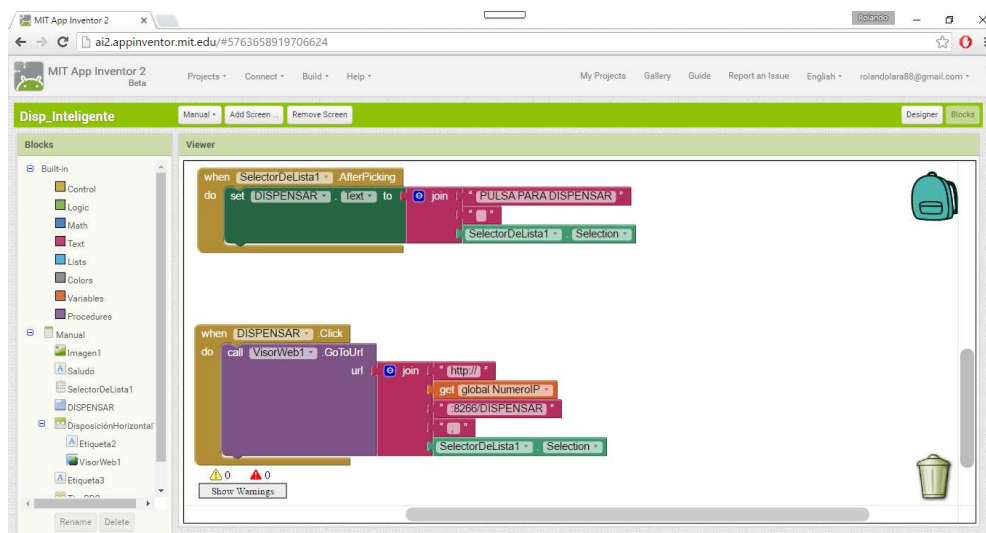 MIT App Inventor 2
Rolando
ai2.appinventor.mit.edu/#5763658919706624
MIT App Inventor 2
Beta
Projects Connect Build Help My Projects Gallery Guide Report an Issue English rolandolara88@gmail.com
Disp_Inteligente Manual Add Screen ... Remove Screen Designer Blocks
Blocks Viewer
Built-in
Control
Logic
Math
Text
Lists
Colors
Variables
Procedures
Manual
Imagen1
Saludo
SelectorDeLista1
DISPENSAR
DisposiciónHorizontal
Etiqueta2
VisorWeb1
Etiqueta3
Rename Delete
when SelectorDeLista1 .AfterPicking
do set DISPENSAR . Text to join " PULSA PARA DISPENSAR "
" "
SelectorDeLista1 . Selection
when DISPENSAR .Click
do call VisorWeb1 .GoToUrl
url join " http:// "
get global NumeroIP
" :8266/DISPENSAR "
" , "
SelectorDeLista1 . Selection
0 0
Show Warnings